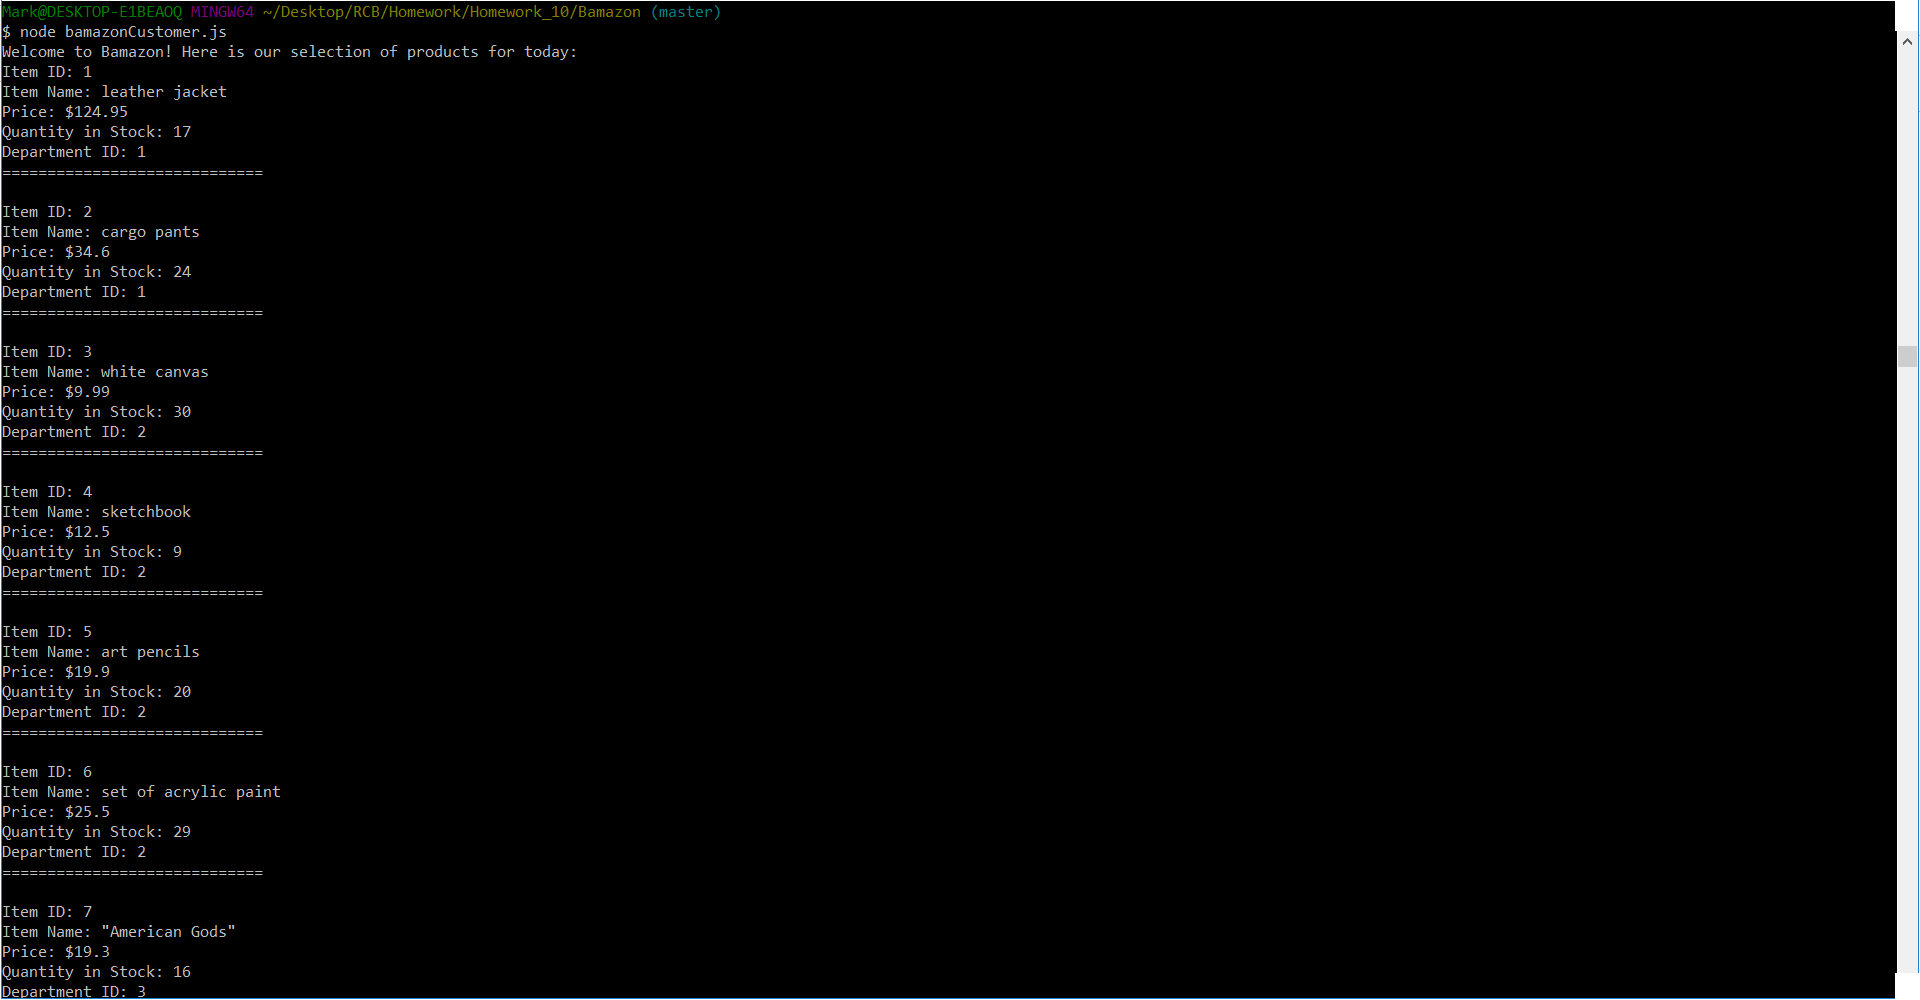 Mark@DESKTOP-E1BEAOQ MINGW64 ~/Desktop/RCB/Homework/Homework_10/Bamazon (master)
$ node bamazonCustomer.js
Welcome to Bamazon! Here is our selection of products for today:
Item ID: 1
Item Name: leather jacket
Price: $124.95
Quantity in Stock: 17
Department ID: 1
=============================
Item ID: 2
Item Name: cargo pants
Price: $34.6
Quantity in Stock: 24
Department ID: 1
=============================
Item ID: 3
Item Name: white canvas
Price: $9.99
Quantity in Stock: 30
Department ID: 2
=============================
Item ID: 4
Item Name: sketchbook
Price: $12.5
Quantity in Stock: 9
Department ID: 2
=============================
Item ID: 5
Item Name: art pencils
Price: $19.9
Quantity in Stock: 20
Department ID: 2
=============================
Item ID: 6
Item Name: set of acrylic paint
Price: $25.5
Quantity in Stock: 29
Department ID: 2
=============================
Item ID: 7
Item Name: "American Gods"
Price: $19.3
Quantity in Stock: 16
Department ID: 3